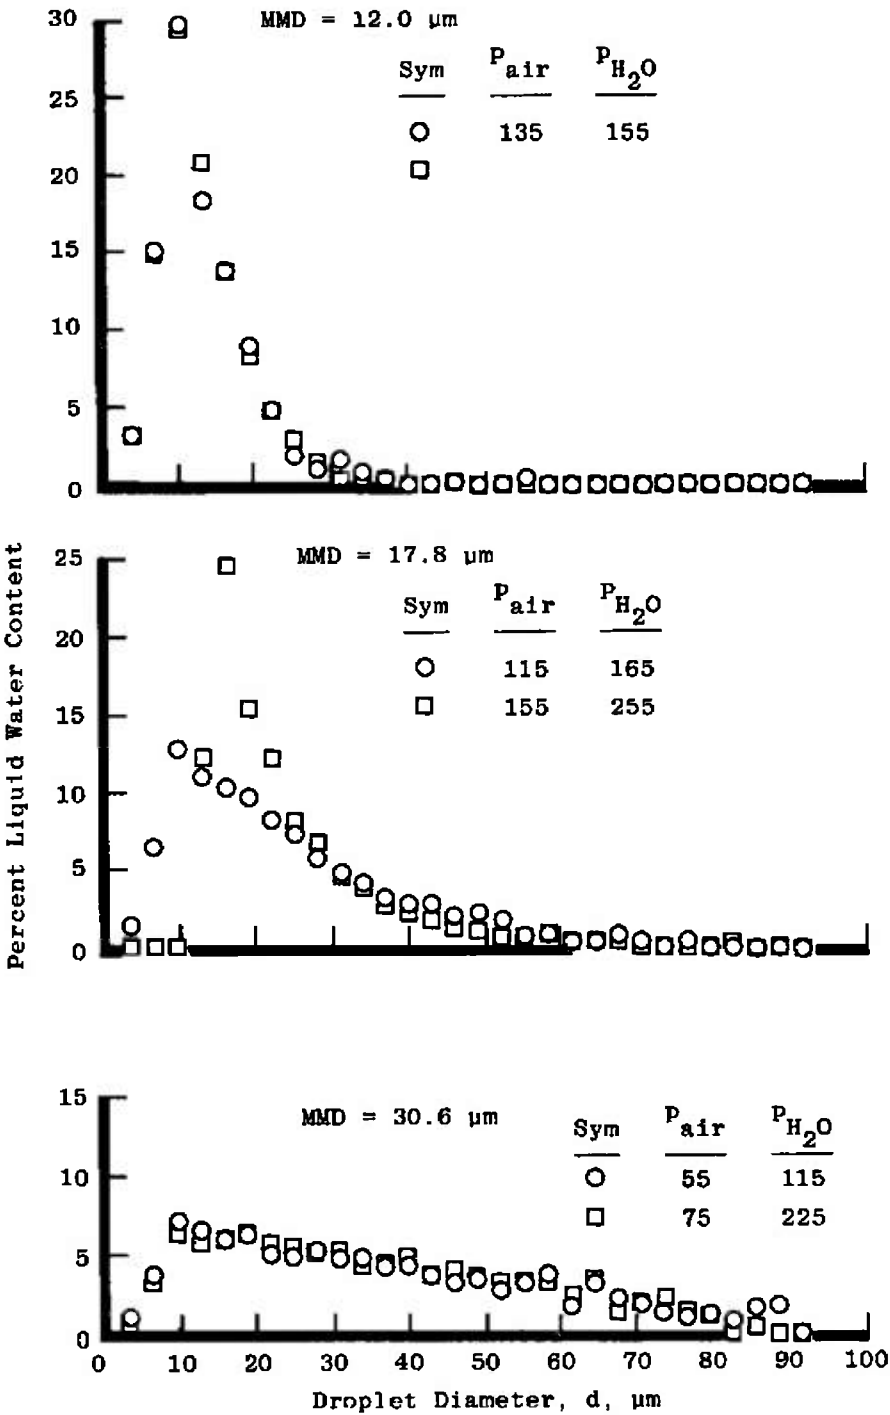 MMD = 12.0 µm
Sym Pair PH2O
135 155
30
25
20
15
10
5
0
Percent Liquid Water Content
MMD = 17.8 µm
Sym Pair PH2O
115 165
155 255
25
20
15
10
5
0
MMD = 30.6 µm
Sym Pair PH2O
55 115
75 225
15
10
5
0
0 10 20 30 40 50 60 70 80 90 100
Droplet Diameter, d, µm